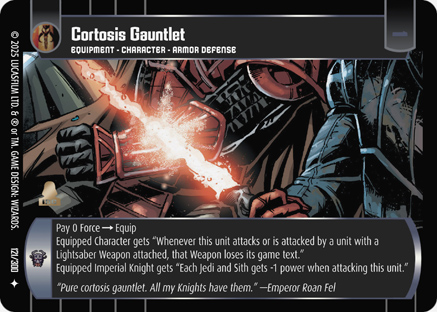 Cortosis Gauntlet
EQUIPMENT - CHARACTER - ARMOR DEFENSE
Pay 0 Force → Equip
Equipped Character gets “Whenever this unit attacks or is attacked by a unit with a
Lightsaber Weapon attached, that Weapon loses its game text.”
Equipped Imperial Knight gets “Each Jedi and Sith gets -1 power when attacking this unit.”
“Pure cortosis gauntlet. All my Knights have them.” —Emperor Roan Fel
© 2025 LUCASFILM LTD. & ® or TM. GAME DESIGN: WIZARDS.
121/300